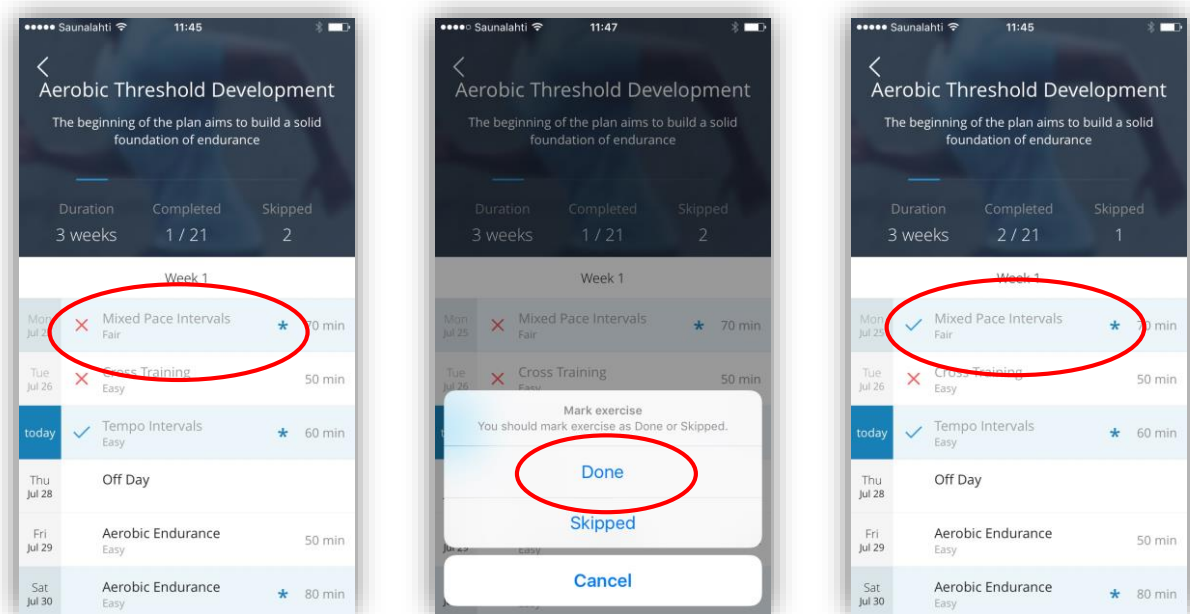 Saunalahti 11:45
Aerobic Threshold Development
The beginning of the plan aims to build a solid
foundation of endurance
Duration Completed Skipped
3 weeks 1 / 21 2
Week 1
Mon Mixed Pace Intervals * 70 min
Jul 25 Fair
Tue Cross Training 50 min
Jul 26 Easy
today Tempo Intervals * 60 min
Easy
Thu Off Day
Jul 28
Fri Aerobic Endurance 50 min
Jul 29 Easy
Sat Aerobic Endurance * 80 min
Jul 30 Easy
Saunalahti 11:47
Aerobic Threshold Development
The beginning of the plan aims to build a solid
foundation of endurance
Duration Completed Skipped
3 weeks 1 / 21 2
Week 1
Mon Mixed Pace Intervals * 70 min
Jul 25 Fair
Tue Cross Training 50 min
Jul 26 Easy
Mark exercise
You should mark exercise as Done or Skipped.
Done
Skipped
Jul 29 Easy
Cancel
Saunalahti 11:45
Aerobic Threshold Development
The beginning of the plan aims to build a solid
foundation of endurance
Duration Completed Skipped
3 weeks 2 / 21 1
Week 1
Mon Mixed Pace Intervals * 70 min
Jul 25 Fair
Tue Cross Training 50 min
Jul 26 Easy
today Tempo Intervals * 60 min
Easy
Thu Off Day
Jul 28
Fri Aerobic Endurance 50 min
Jul 29 Easy
Sat Aerobic Endurance * 80 min
Jul 30 Easy